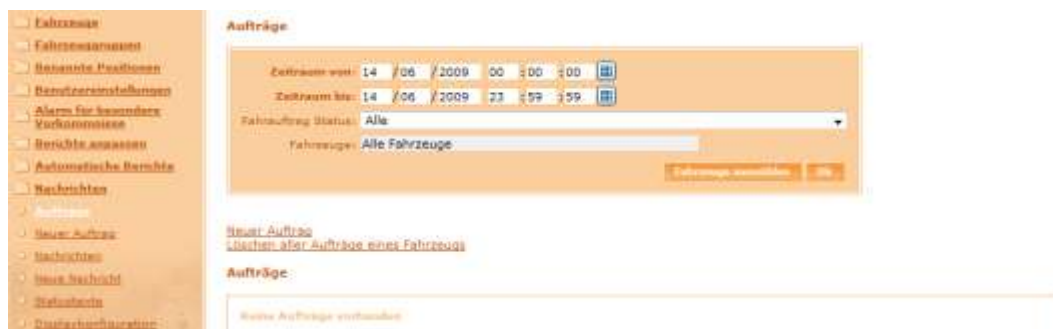 Fahrzeuge
Fahrzeuggruppen
Benannte Positionen
Benutzereinstellungen
Alarm für besondere
Vorkommnisse
Berichte anpassen
Automatische Berichte
Nachrichten
Aufträge
Neuer Auftrag
Nachrichten
Neue Nachricht
Statustexte
Displaykonfiguration
Aufträge
Zeitraum von: 14 / 06 / 2009 00 : 00 : 00
Zeitraum bis: 14 / 06 / 2009 23 : 59 : 59
Fahrauftrag Status: Alle
Fahrzeuge: Alle Fahrzeuge
Fahrzeuge auswählen Ok
Neuer Auftrag
Löschen aller Aufträge eines Fahrzeugs
Aufträge
Keine Aufträge vorhanden